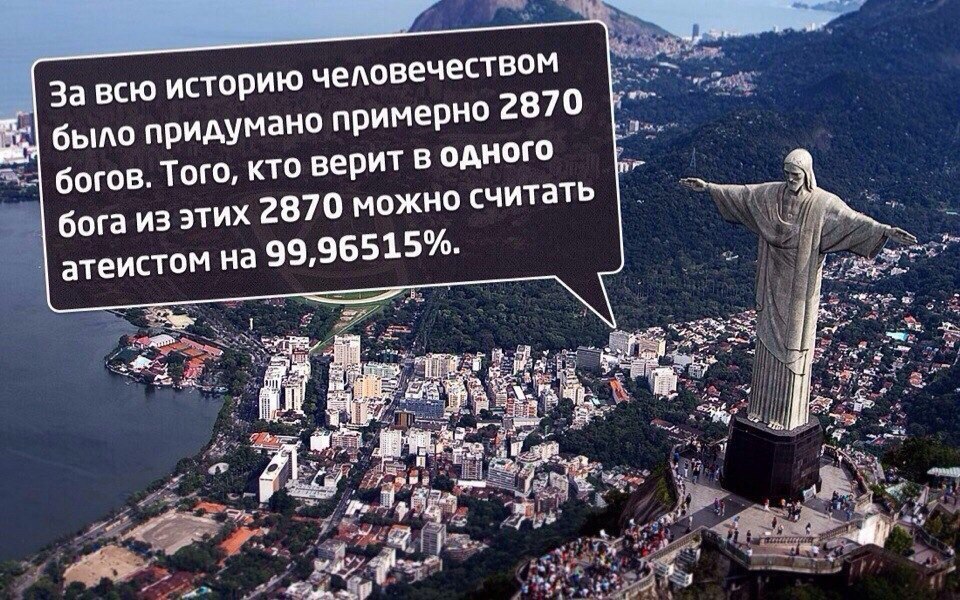 За всю историю человечеством
было придумано примерно 2870
богов. Того, кто верит в одного
бога из этих 2870 можно считать
атеистом на 99,96515%.